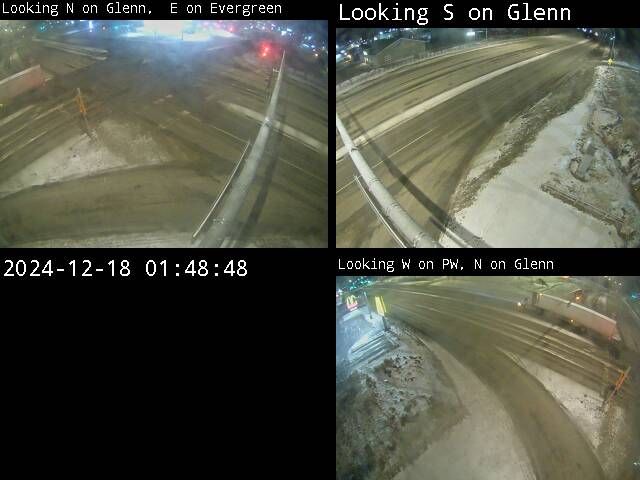 Looking N on Glenn,  E on Evergreen
Looking S on Glenn
2024-12-18 01:48:48
Looking W on PW, N on Glenn